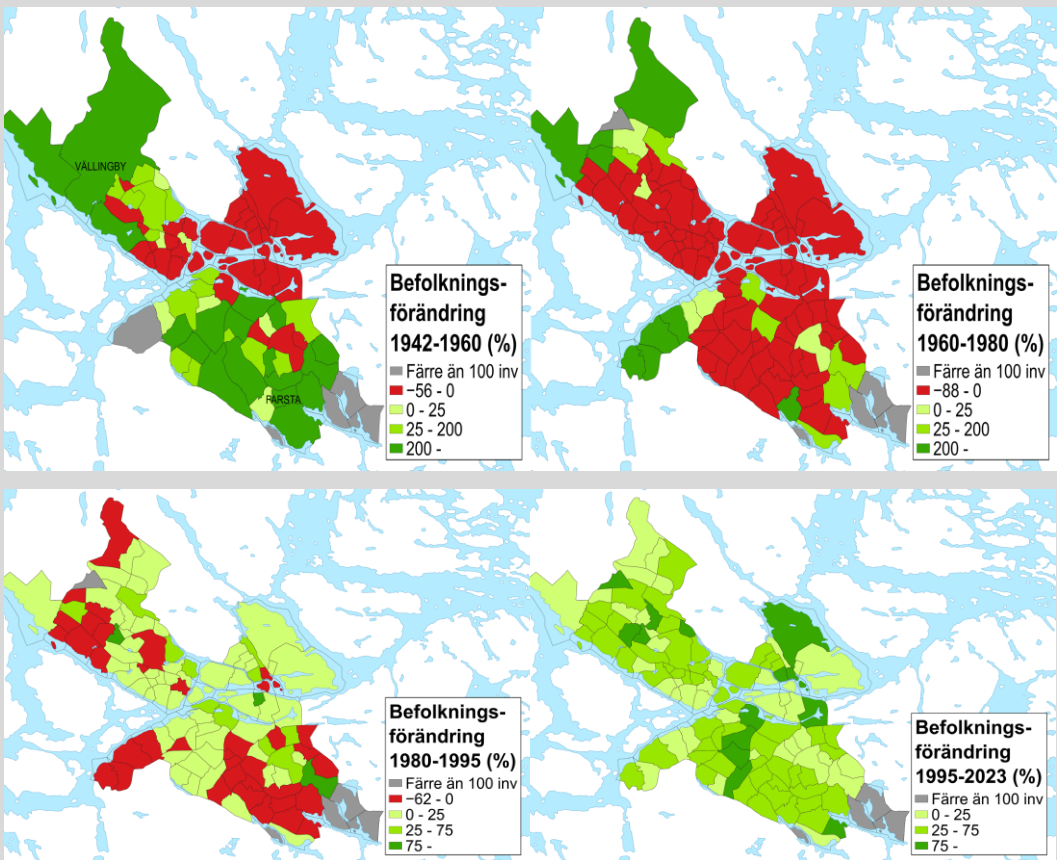 VÄLLINGBY
FARSTA
Befolknings-
förändring
1942-1960 (%)
Färre än 100 inv
−56 - 0
0 - 25
25 - 200
200 -
Befolknings-
förändring
1960-1980 (%)
Färre än 100 inv
−88 - 0
0 - 25
25 - 200
200 -
Befolknings-
förändring
1980-1995 (%)
Färre än 100 inv
−62 - 0
0 - 25
25 - 75
75 -
Befolknings-
förändring
1995-2023 (%)
Färre än 100 inv
0 - 25
25 - 75
75 -